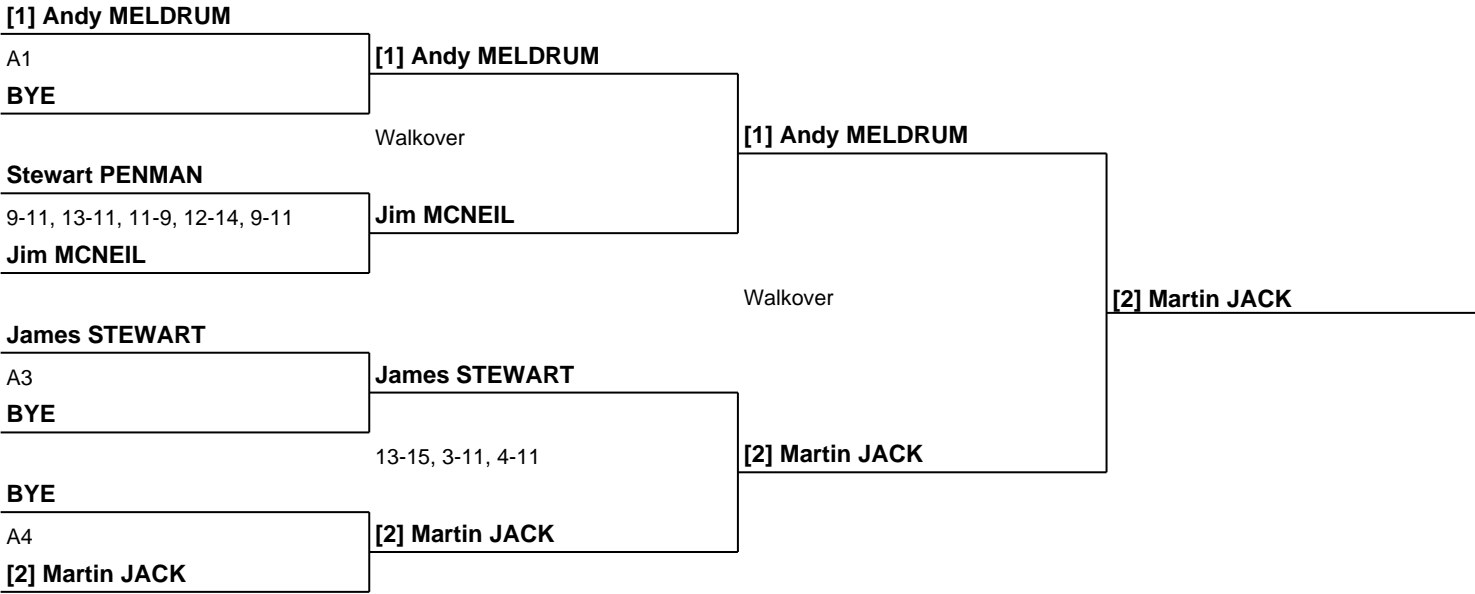 [1] Andy MELDRUM
A1
BYE
[1] Andy MELDRUM
Walkover
Stewart PENMAN
9-11, 13-11, 11-9, 12-14, 9-11
Jim MCNEIL
Jim MCNEIL
[1] Andy MELDRUM
Walkover
James STEWART
A3
BYE
James STEWART
13-15, 3-11, 4-11
BYE
A4
[2] Martin JACK
[2] Martin JACK
[2] Martin JACK
[2] Martin JACK